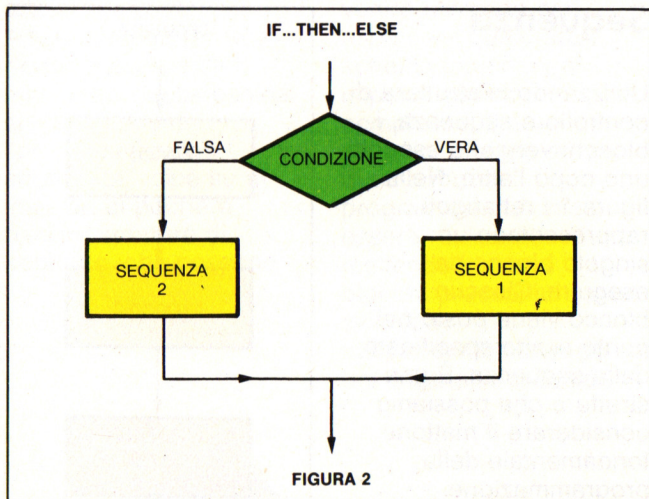 IF...THEN...ELSE
FALSA
CONDIZIONE
VERA
SEQUENZA
2
SEQUENZA
1
FIGURA 2